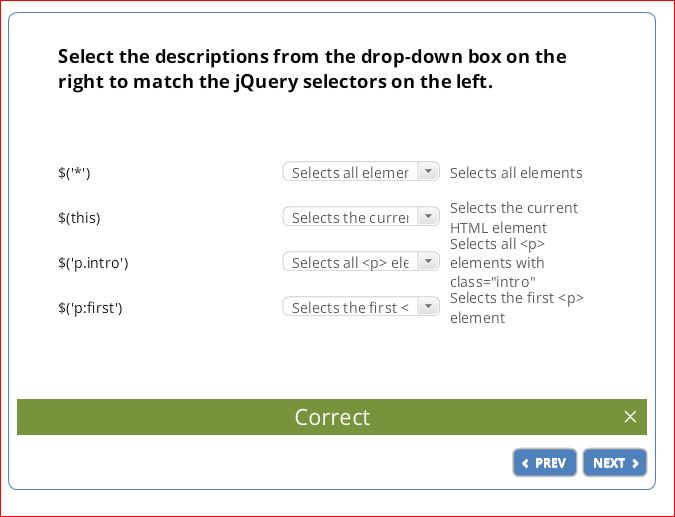 Select the descriptions from the drop-down box on the
right to match the jQuery selectors on the left.
$('*')
Selects all elemer
Selects all elements
$(this)
Selects the currer
Selects the current
HTML element
$('p.intro')
Selects all <p> ele
Selects all <p>
elements with
class="intro"
$('p:first')
Selects the first <
Selects the first <p>
element
Correct
PREV
NEXT